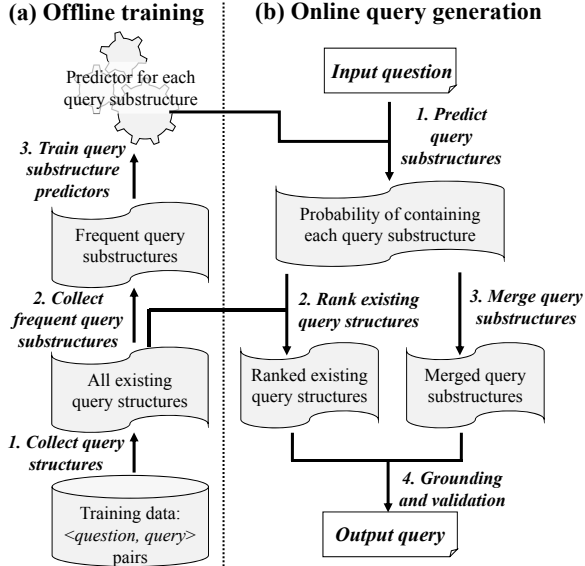 (a) Offline training
Predictor for each
query substructure
3. Train query
substructure
predictors
Frequent query
substructures
2. Collect
frequent query
substructures
All existing
query structures
1. Collect query
structures
Training data:
<question, query>
pairs
(b) Online query generation
Input question
1. Predict
query
substructures
Probability of containing
each query substructure
2. Rank existing
query structures
3. Merge query
substructures
Ranked existing
query structures
Merged query
substructures
4. Grounding
and validation
Output query